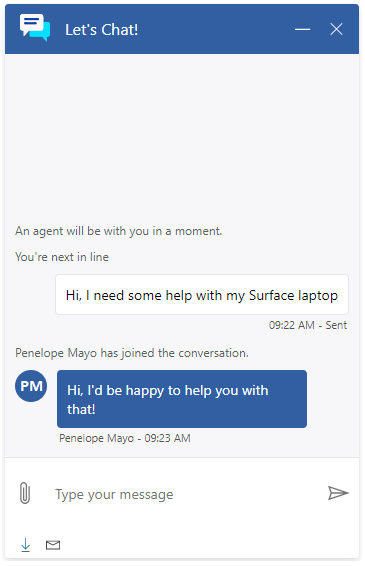 Let's Chat!
An agent will be with you in a moment.
You're next in line
Hi, I need some help with my Surface laptop
09:22 AM - Sent
Penelope Mayo has joined the conversation.
PM
Hi, I'd be happy to help you with
that!
Penelope Mayo - 09:23 AM
Type your message